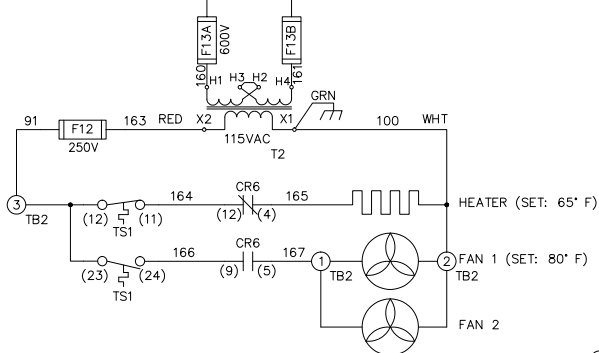 F13A
600V
F13B
160
161
H1
H3
H2
H4
GRN
91
F12
250V
163
RED
X2
X1
115VAC
T2
100
WHT
3
TB2
(12)
(11)
TS1
164
CR6
(12)
(4)
165
HEATER (SET: 65° F)
(23)
(24)
TS1
166
CR6
(9)
(5)
167
1
TB2
2
TB2
FAN 1 (SET: 80° F)
FAN 2